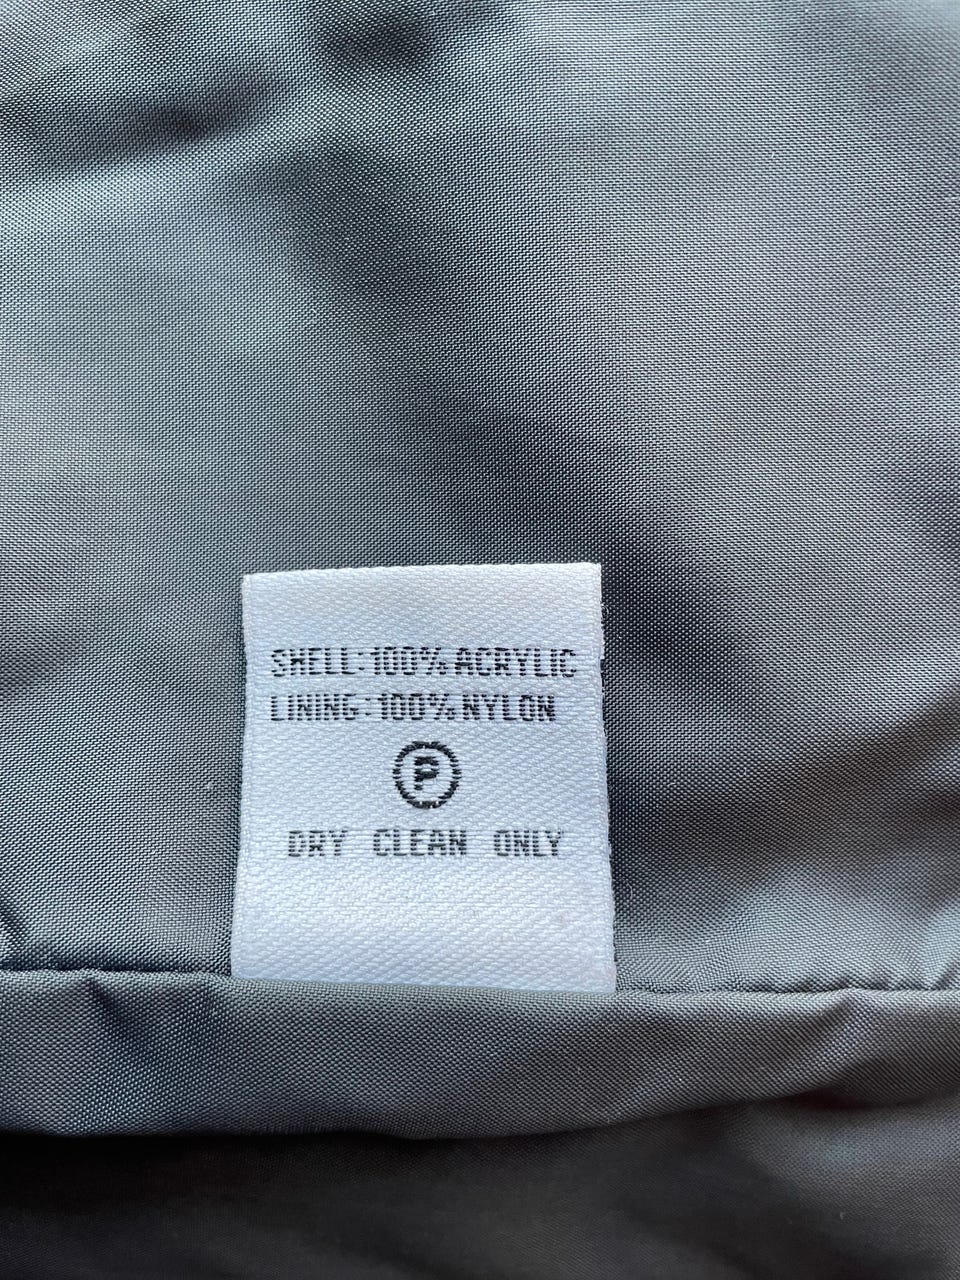 SHELL:100% ACRYLIC
LINING:100% NYLON
P
DRY CLEAN ONLY